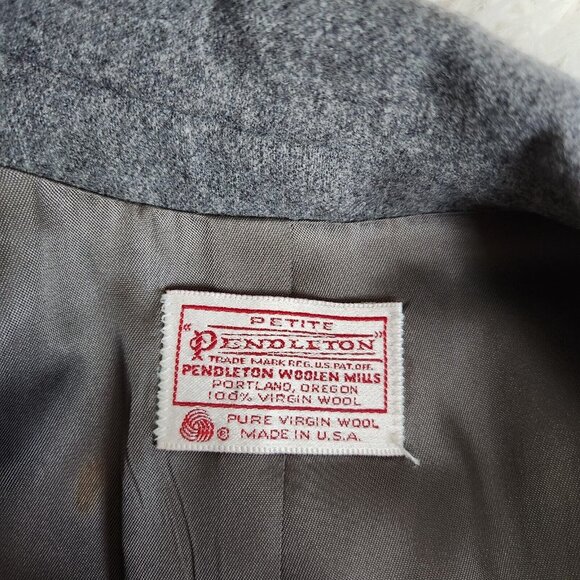 PETITE
"PENDLETON"
TRADE MARK REG. U.S. PAT. OFF.
PENDLETON WOOLEN MILLS
PORTLAND, OREGON
100% VIRGIN WOOL
® PURE VIRGIN WOOL
MADE IN U.S.A.